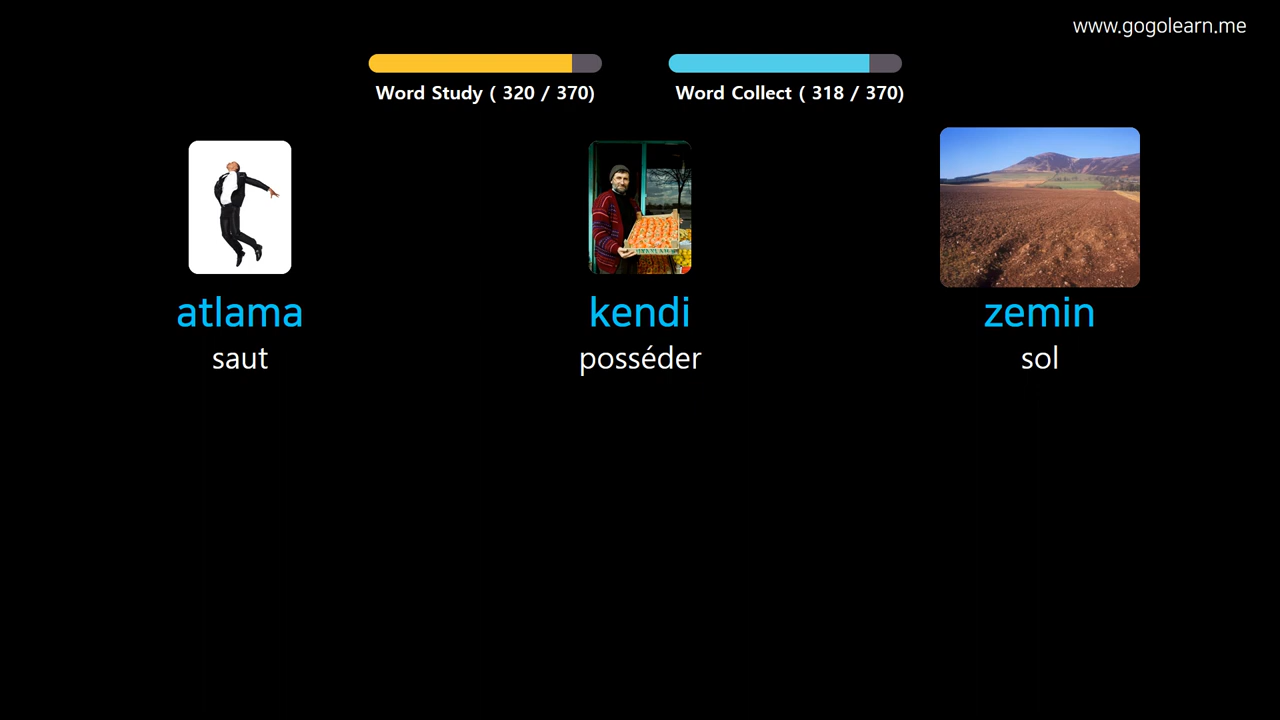 www.gogolearn.me
Word Study ( 320 / 370)
Word Collect ( 318 / 370)
atlama
kendi
zemin
saut
posséder
sol